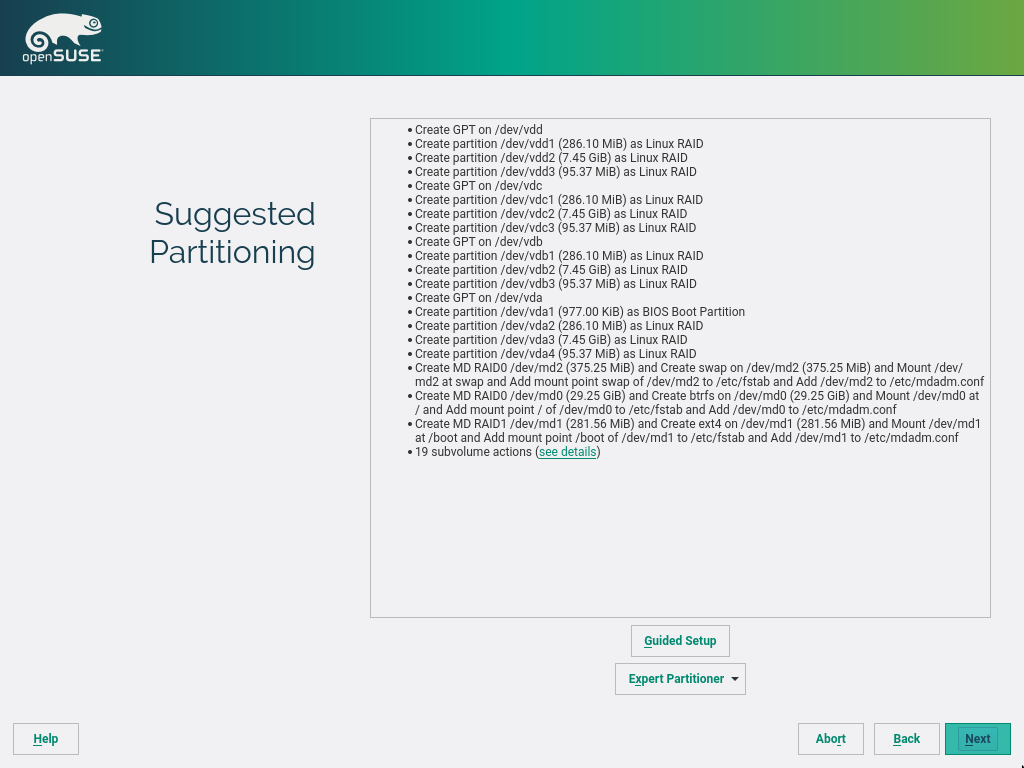 openSUSE
Suggested
Partitioning
• Create GPT on /dev/vdd
• Create partition /dev/vdd1 (286.10 MiB) as Linux RAID
• Create partition /dev/vdd2 (7.45 GiB) as Linux RAID
• Create partition /dev/vdd3 (95.37 MiB) as Linux RAID
• Create GPT on /dev/vdc
• Create partition /dev/vdc1 (286.10 MiB) as Linux RAID
• Create partition /dev/vdc2 (7.45 GiB) as Linux RAID
• Create partition /dev/vdc3 (95.37 MiB) as Linux RAID
• Create GPT on /dev/vdb
• Create partition /dev/vdb1 (286.10 MiB) as Linux RAID
• Create partition /dev/vdb2 (7.45 GiB) as Linux RAID
• Create partition /dev/vdb3 (95.37 MiB) as Linux RAID
• Create GPT on /dev/vda
• Create partition /dev/vda1 (977.00 KiB) as BIOS Boot Partition
• Create partition /dev/vda2 (286.10 MiB) as Linux RAID
• Create partition /dev/vda3 (7.45 GiB) as Linux RAID
• Create partition /dev/vda4 (95.37 MiB) as Linux RAID
• Create MD RAID0 /dev/md2 (375.25 MiB) and Create swap on /dev/md2 (375.25 MiB) and Mount /dev/
md2 at swap and Add mount point swap of /dev/md2 to /etc/fstab and Add /dev/md2 to /etc/mdadm.conf
• Create MD RAID0 /dev/md0 (29.25 GiB) and Create btrfs on /dev/md0 (29.25 GiB) and Mount /dev/md0 at
/ and Add mount point / of /dev/md0 to /etc/fstab and Add /dev/md0 to /etc/mdadm.conf
• Create MD RAID1 /dev/md1 (281.56 MiB) and Create ext4 on /dev/md1 (281.56 MiB) and Mount /dev/md1
at /boot and Add mount point /boot of /dev/md1 to /etc/fstab and Add /dev/md1 to /etc/mdadm.conf
• 19 subvolume actions (see details)
Guided Setup
Expert Partitioner
Help
Abort
Back
Next